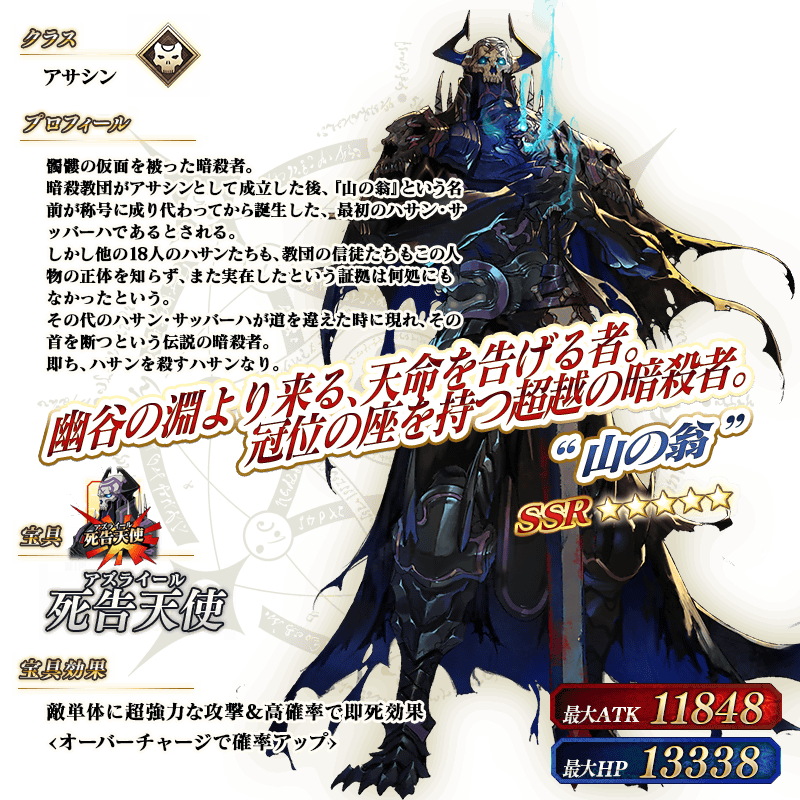 クラス
アサシン
プロフィール
髑髏の仮面を被った暗殺者。
暗殺教団がアサシンとして成立した後、『山の翁』という名
前が称号に成り代わってから誕生した、最初のハサン・サ
ッバーハであるとされる。
しかし他の18人のハサンたちも、教団の信徒たちもこの人
物の正体を知らず、また実在したという証拠は何処にも
なかったという。
その代のハサン・サッバーハが道を違えた時に現れ、その
首を断つという伝説の暗殺者。
即ち、ハサンを殺すハサンなり。
幽谷の淵より来る、天命を告げる者。
冠位の座を持つ超越の暗殺者。
“山の翁”
SSR ☆☆☆☆☆
宝具
アズライール
死告天使
アズライール
死告天使
宝具効果
敵単体に超強力な攻撃&高確率で即死効果
<オーバーチャージで確率アップ>
最大ATK 11848
最大HP 13338